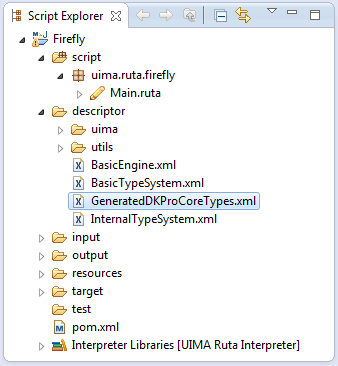 Script Explorer
Firefly
script
uima.ruta.firefly
Main.ruta
descriptor
uima
utils
BasicEngine.xml
BasicTypeSystem.xml
GeneratedDKProCoreTypes.xml
InternalTypeSystem.xml
input
output
resources
target
test
pom.xml
Interpreter Libraries [UIMA Ruta Interpreter]